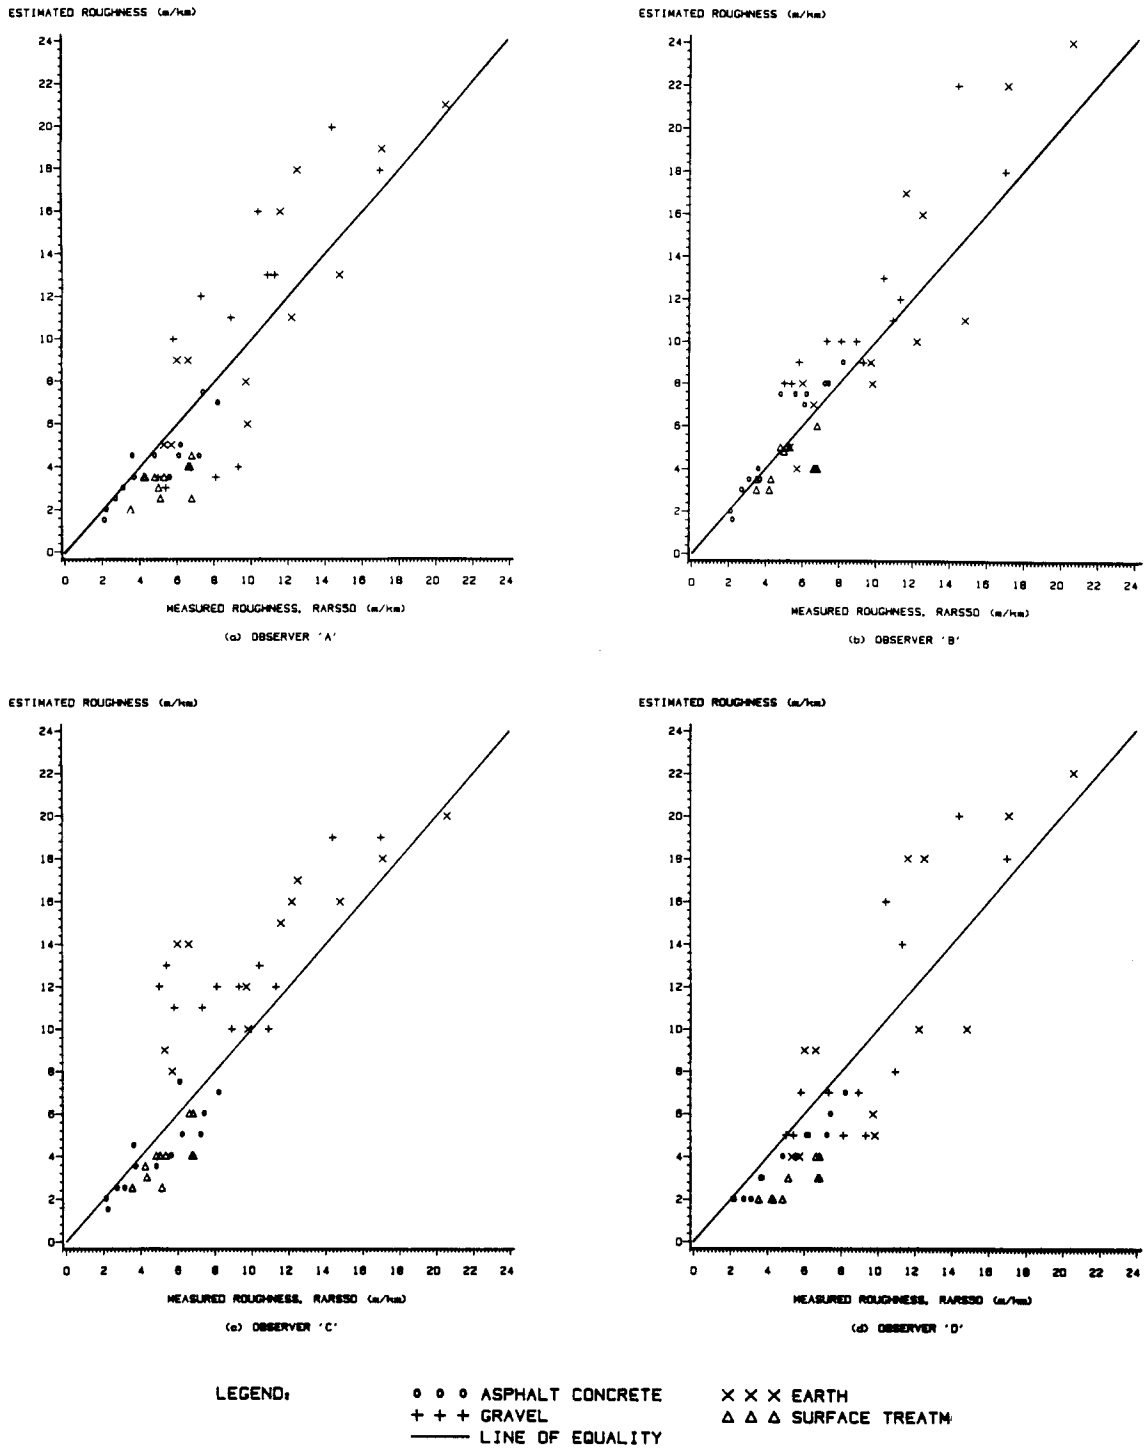 ESTIMATED ROUGHNESS (m/km)
24
22
20
18
16
14
12
10
8
6
4
2
0
0 2 4 6 8 10 12 14 16 18 20 22 24
MEASURED ROUGHNESS, RARS50 (m/km)
(a) OBSERVER 'A'
ESTIMATED ROUGHNESS (m/km)
24
22
20
18
16
14
12
10
8
6
4
2
0
0 2 4 6 8 10 12 14 16 18 20 22 24
MEASURED ROUGHNESS, RARS50 (m/km)
(b) OBSERVER 'B'
ESTIMATED ROUGHNESS (m/km)
24
22
20
18
16
14
12
10
8
6
4
2
0
0 2 4 6 8 10 12 14 16 18 20 22 24
MEASURED ROUGHNESS, RARS50 (m/km)
(c) OBSERVER 'C'
ESTIMATED ROUGHNESS (m/km)
24
22
20
18
16
14
12
10
8
6
4
2
0
0 2 4 6 8 10 12 14 16 18 20 22 24
MEASURED ROUGHNESS, RARS50 (m/km)
(d) OBSERVER 'D'
LEGEND:
ASPHALT CONCRETE
EARTH
GRAVEL
SURFACE TREATM
LINE OF EQUALITY